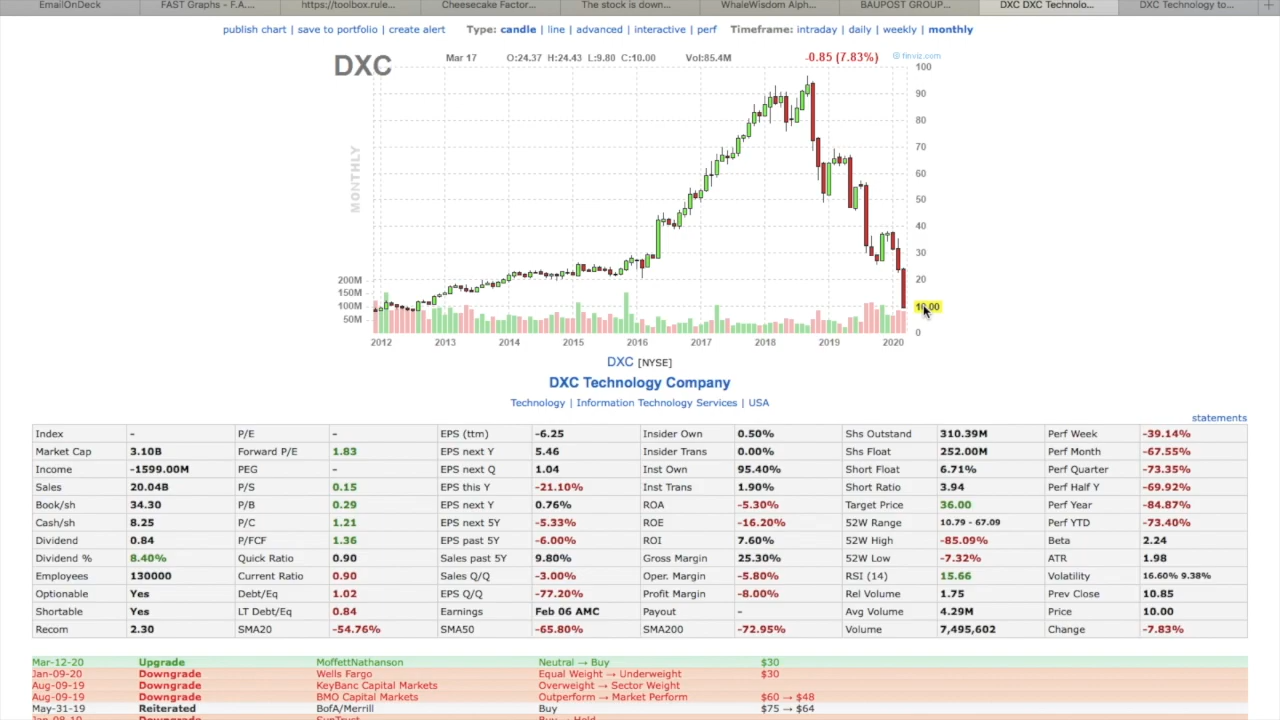 EmailOnDeck FAST Graphs - F.A.... https://toolbox.rule... Cheesecake Factor... The stock is down... WhaleWisdom Alph... BAUPOST GROUP... DXC DXC Technolo... DXC Technology to... +
publish chart | save to portfolio | create alert Type: candle | line | advanced | interactive | perf Timeframe: intraday | daily | weekly | monthly
DXC Mar 17 O:24.37 H:24.43 L:9.80 C:10.00 Vol:85.4M -0.85 (7.83%) © finviz.com
100
90
80
70
60
50
40
30
20
10.00
0
MONTHLY
200M
150M
100M
50M
2012 2013 2014 2015 2016 2017 2018 2019 2020
DXC [NYSE]
DXC Technology Company
Technology | Information Technology Services | USA
statements
Index - P/E - EPS (ttm) -6.25 Insider Own 0.50% Shs Outstand 310.39M Perf Week -39.14%
Market Cap 3.10B Forward P/E 1.83 EPS next Y 5.46 Insider Trans 0.00% Shs Float 252.00M Perf Month -67.55%
Income -1599.00M PEG - EPS next Q 1.04 Inst Own 95.40% Short Float 6.71% Perf Quarter -73.35%
Sales 20.04B P/S 0.15 EPS this Y -21.10% Inst Trans 1.90% Short Ratio 3.94 Perf Half Y -69.92%
Book/sh 34.30 P/B 0.29 EPS next Y 0.76% ROA -5.30% Target Price 36.00 Perf Year -84.87%
Cash/sh 8.25 P/C 1.21 EPS next 5Y -5.33% ROE -16.20% 52W Range 10.79 - 67.09 Perf YTD -73.40%
Dividend 0.84 P/FCF 1.36 EPS past 5Y -6.00% ROI 7.60% 52W High -85.09% Beta 2.24
Dividend % 8.40% Quick Ratio 0.90 Sales past 5Y 9.80% Gross Margin 25.30% 52W Low -7.32% ATR 1.98
Employees 130000 Current Ratio 0.90 Sales Q/Q -3.00% Oper. Margin -5.80% RSI (14) 15.66 Volatility 16.60% 9.38%
Optionable Yes Debt/Eq 1.02 EPS Q/Q -77.20% Profit Margin -8.00% Rel Volume 1.75 Prev Close 10.85
Shortable Yes LT Debt/Eq 0.84 Earnings Feb 06 AMC Payout - Avg Volume 4.29M Price 10.00
Recom 2.30 SMA20 -54.76% SMA50 -65.80% SMA200 -72.95% Volume 7,495,602 Change -7.83%
Mar-12-20 Upgrade MoffettNathanson Neutral → Buy $30
Jan-09-20 Downgrade Wells Fargo Equal Weight → Underweight $30
Aug-09-19 Downgrade KeyBanc Capital Markets Overweight → Sector Weight
Aug-09-19 Downgrade BMO Capital Markets Outperform → Market Perform $60 → $48
May-31-19 Reiterated BofA/Merrill Buy $75 → $64
Jan-08-19 Downgrade SunTrust Buy → Hold